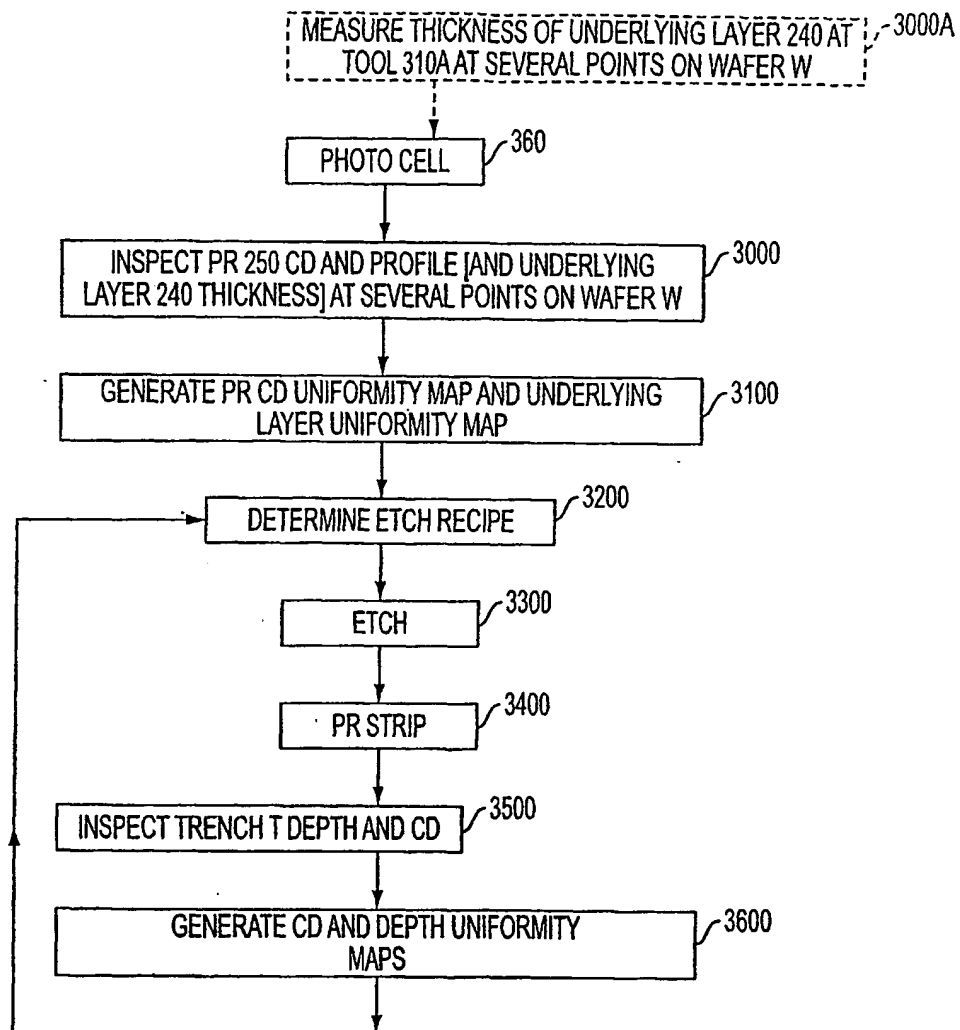 MEASURE THICKNESS OF UNDERLYING LAYER 240 AT
TOOL 310A AT SEVERAL POINTS ON WAFER W
3000A
PHOTO CELL
360
INSPECT PR 250 CD AND PROFILE [AND UNDERLYING
LAYER 240 THICKNESS] AT SEVERAL POINTS ON WAFER W
3000
GENERATE PR CD UNIFORMITY MAP AND UNDERLYING
LAYER UNIFORMITY MAP
3100
DETERMINE ETCH RECIPE
3200
ETCH
3300
PR STRIP
3400
INSPECT TRENCH T DEPTH AND CD
3500
GENERATE CD AND DEPTH UNIFORMITY
MAPS
3600